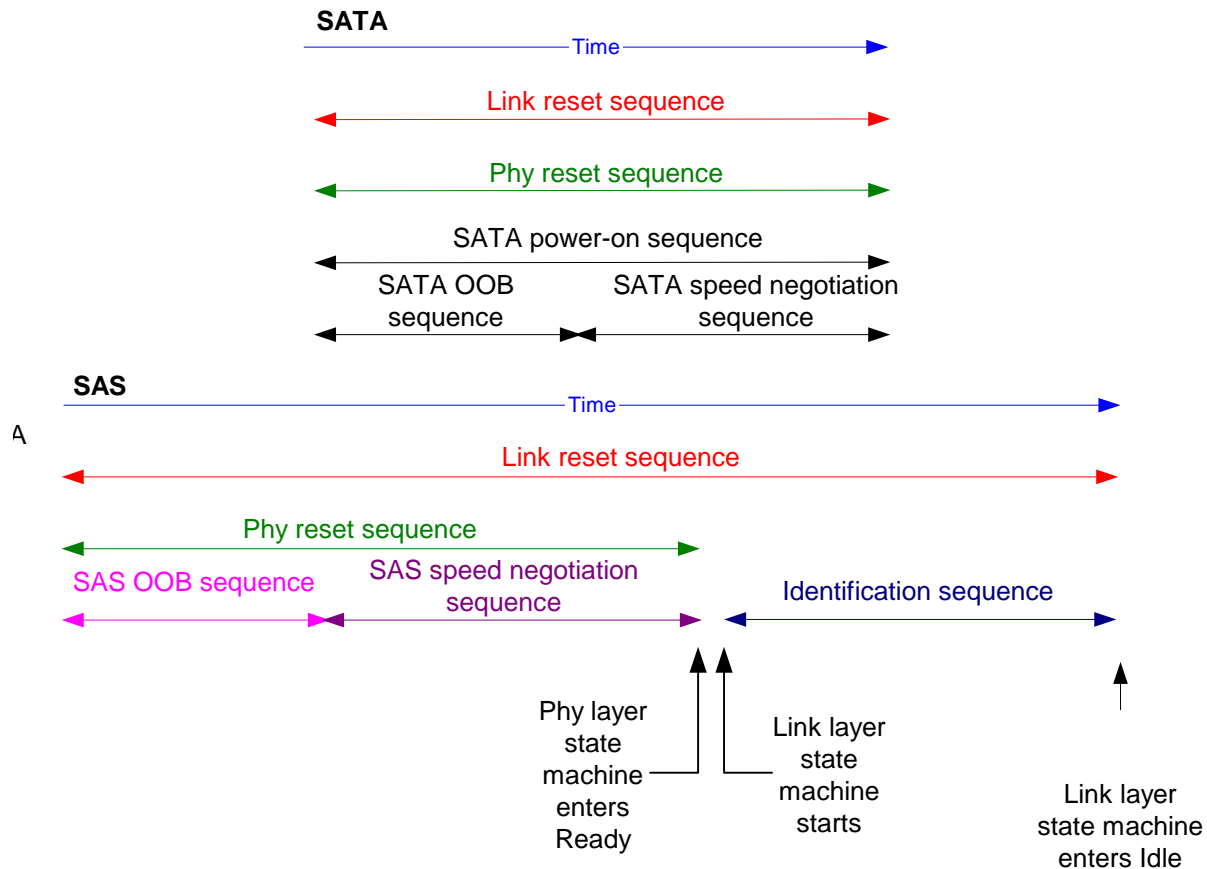 SATA
Time
Link reset sequence
Phy reset sequence
SATA power-on sequence
SATA OOB
sequence
SATA speed negotiation
sequence
SAS
Time
A
Link reset sequence
Phy reset sequence
SAS OOB sequence
SAS speed negotiation
sequence
Identification sequence
Phy layer
state
machine
enters
Ready
Link layer
state
machine
starts
Link layer
state machine
enters Idle